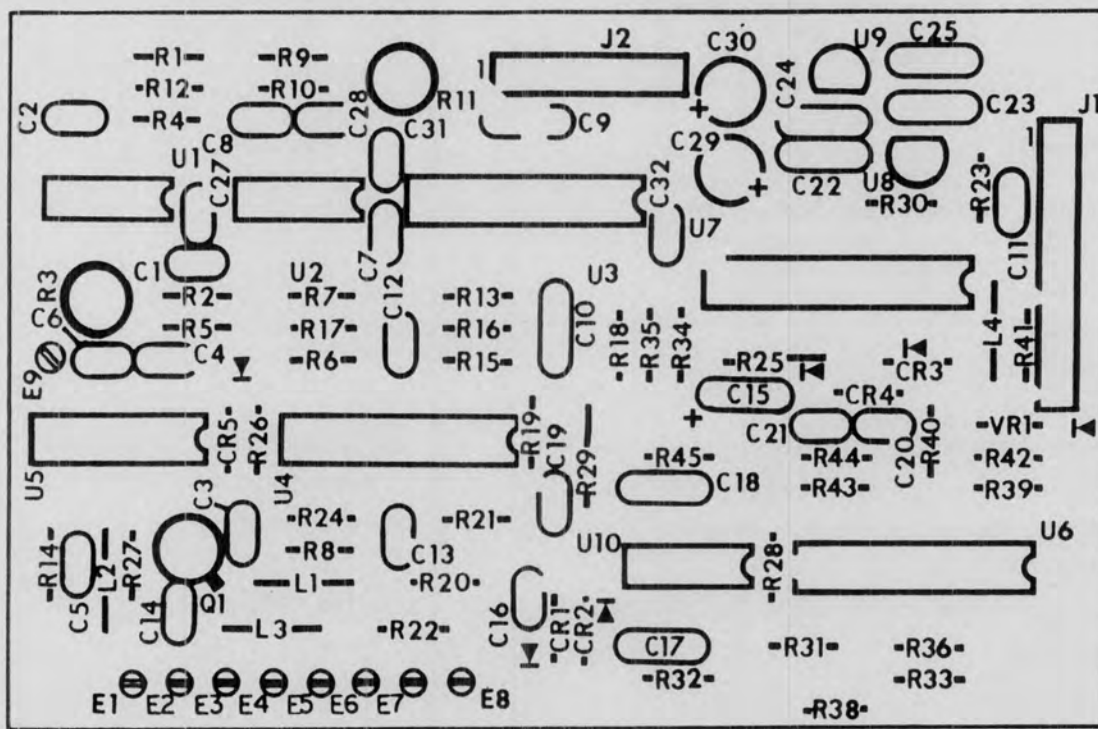 R1 R9 J2 C30 U9 C25
1 R12 R10 R11 C24
C2 R4 C28 C31 C9 C23 J1
C8 C29 1
U1 C27 C32 C22 U8 R23
R30
U7
C1 C7 C11
R3 R2 U2 R7 C12 R13 U3
C6 R5 R17 R16 C10 R18 R35 R34 L4 R41
C4 R6 R15 R25 CR3
E9 C15 CR4
C21 VR1
CR5 R26 R19 C19 R29 R45 R44 C20 R40 R42
U5 C3 U4 C18 R43 R39
R24 R21
R14 L2 R27 R8 C13 U10 R28 U6
C5 C14 Q1 L1 R20 C16 CR1 CR2
L3 R22 C17 R31 R36
R32 R33
E1 E2 E3 E4 E5 E6 E7 E8
R38